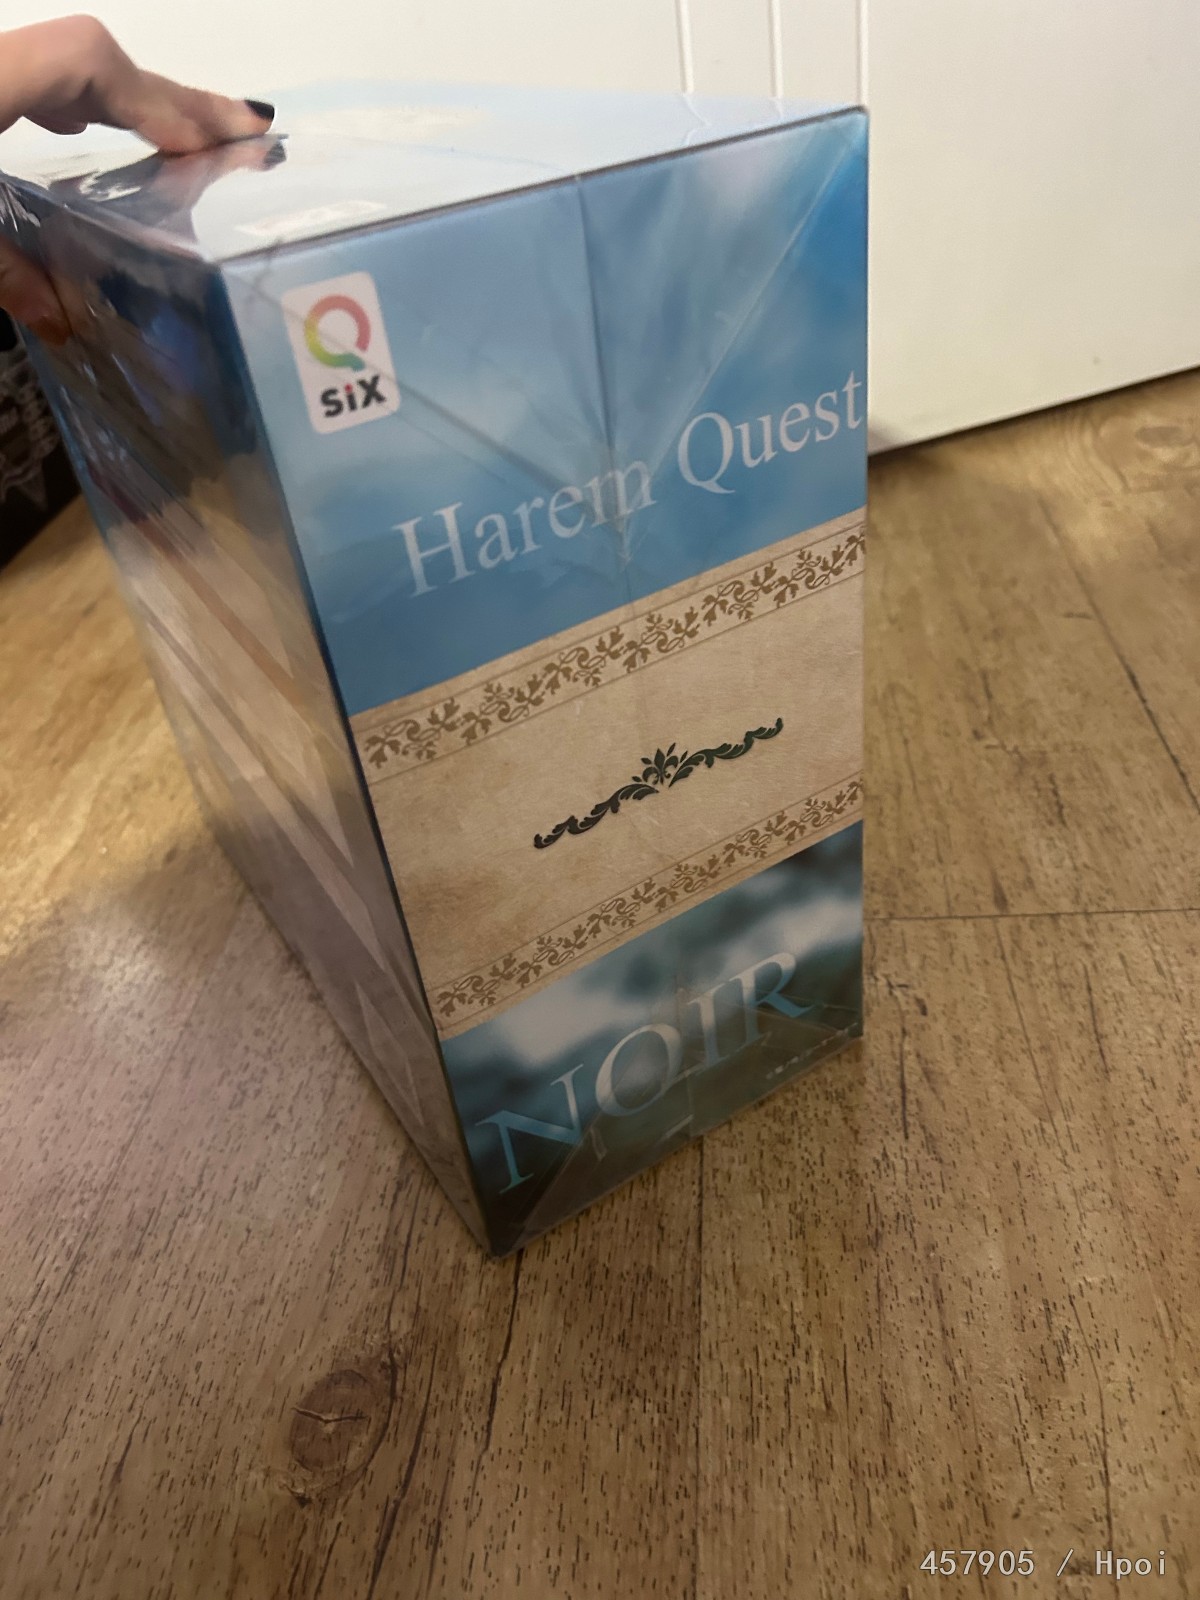 Q
SiX
Harem Quest
NOIR
457905 / Hpoi